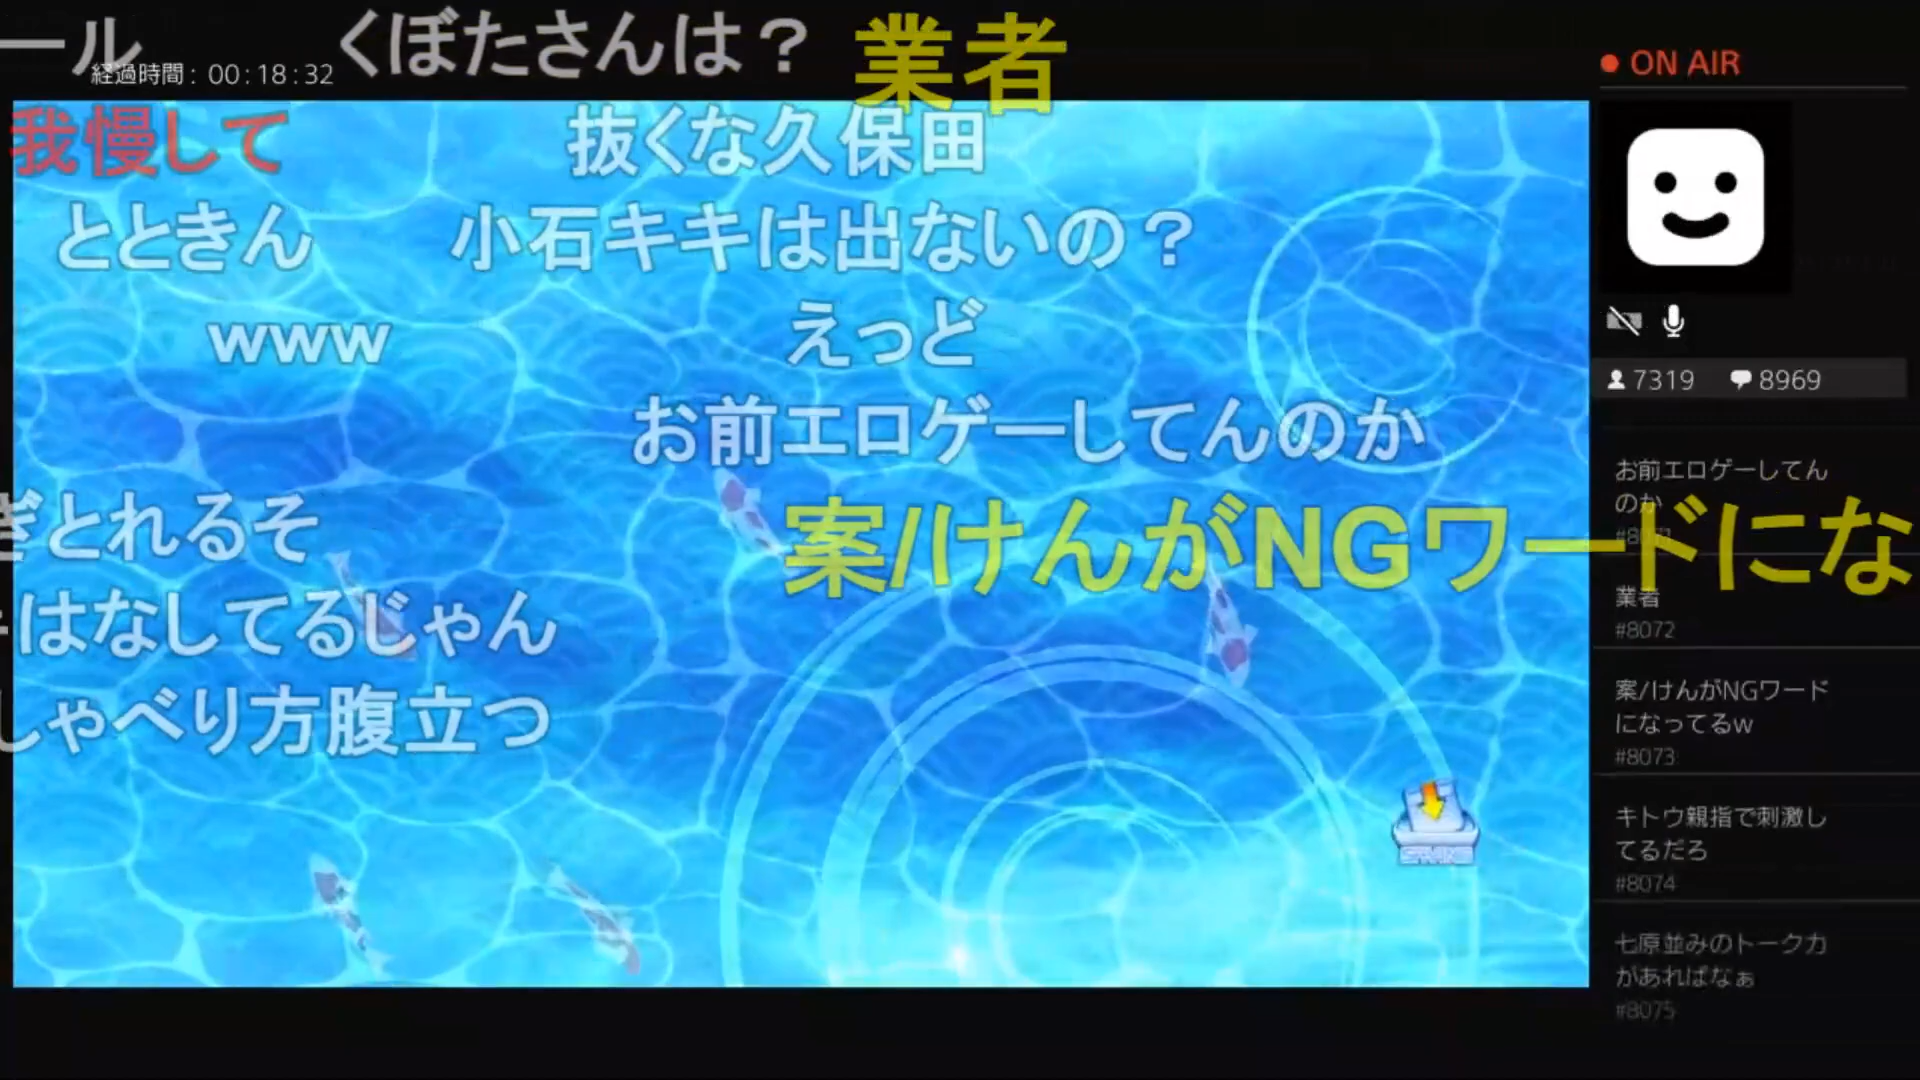 ール
くぼたさんは？
業者
経過時間: 00:18:32
ON AIR
我慢して
抜くな久保田
とときん
小石キキは出ないの？
www
えっど
7319
8969
お前エロゲーしてんのか
お前エロゲーしてん
のか
ぎとれるそ
案/けんがNGワードにな
業者
#8072
はなしてるじゃん
案/けんがNGワード
になってるw
#8073
しゃべり方腹立つ
キトウ親指で刺激し
てるだろ
#8074
七原並みのトーク力
があればなぁ
#8075